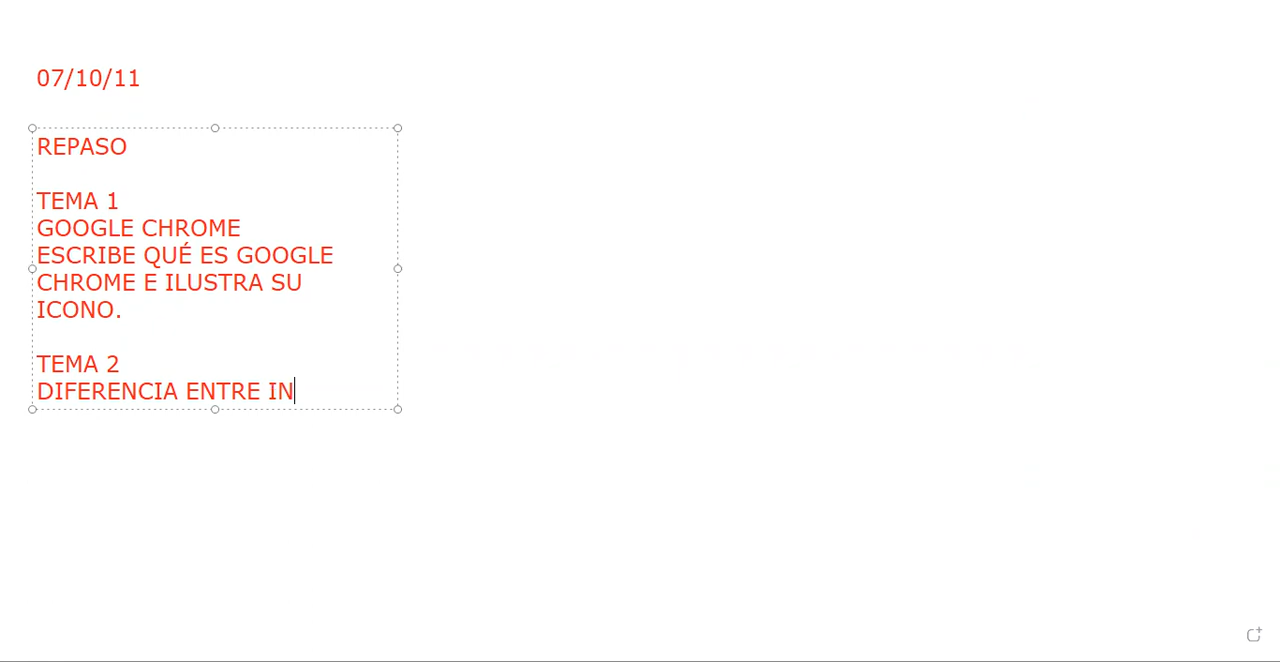 07/10/11
REPASO
TEMA 1
GOOGLE CHROME
ESCRIBE QUÉ ES GOOGLE
CHROME E ILUSTRA SU
ICONO.
TEMA 2
DIFERENCIA ENTRE IN